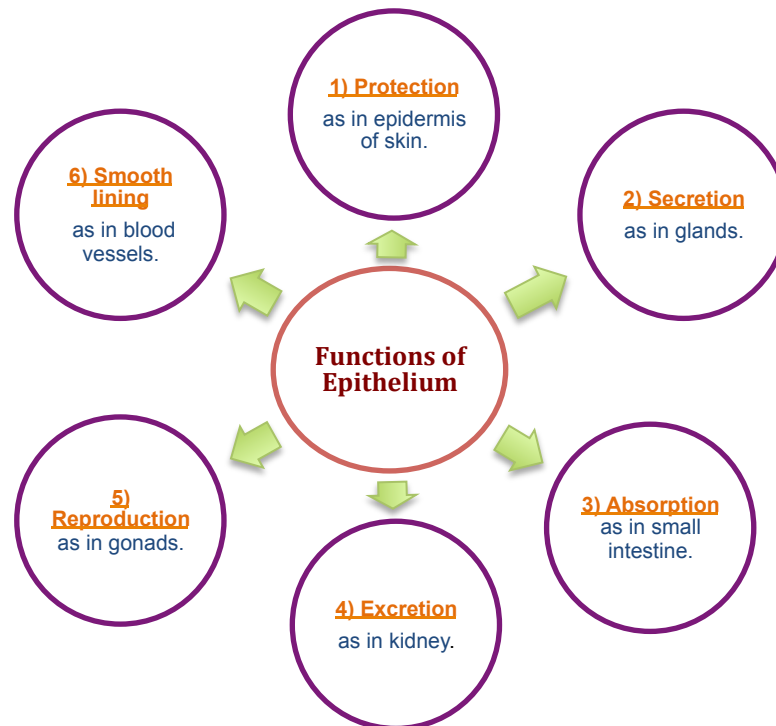 Functions of
Epithelium
1) Protection
as in epidermis
of skin.
2) Secretion
as in glands.
3) Absorption
as in small
intestine.
4) Excretion
as in kidney.
5)
Reproduction
as in gonads.
6) Smooth
lining
as in blood
vessels.